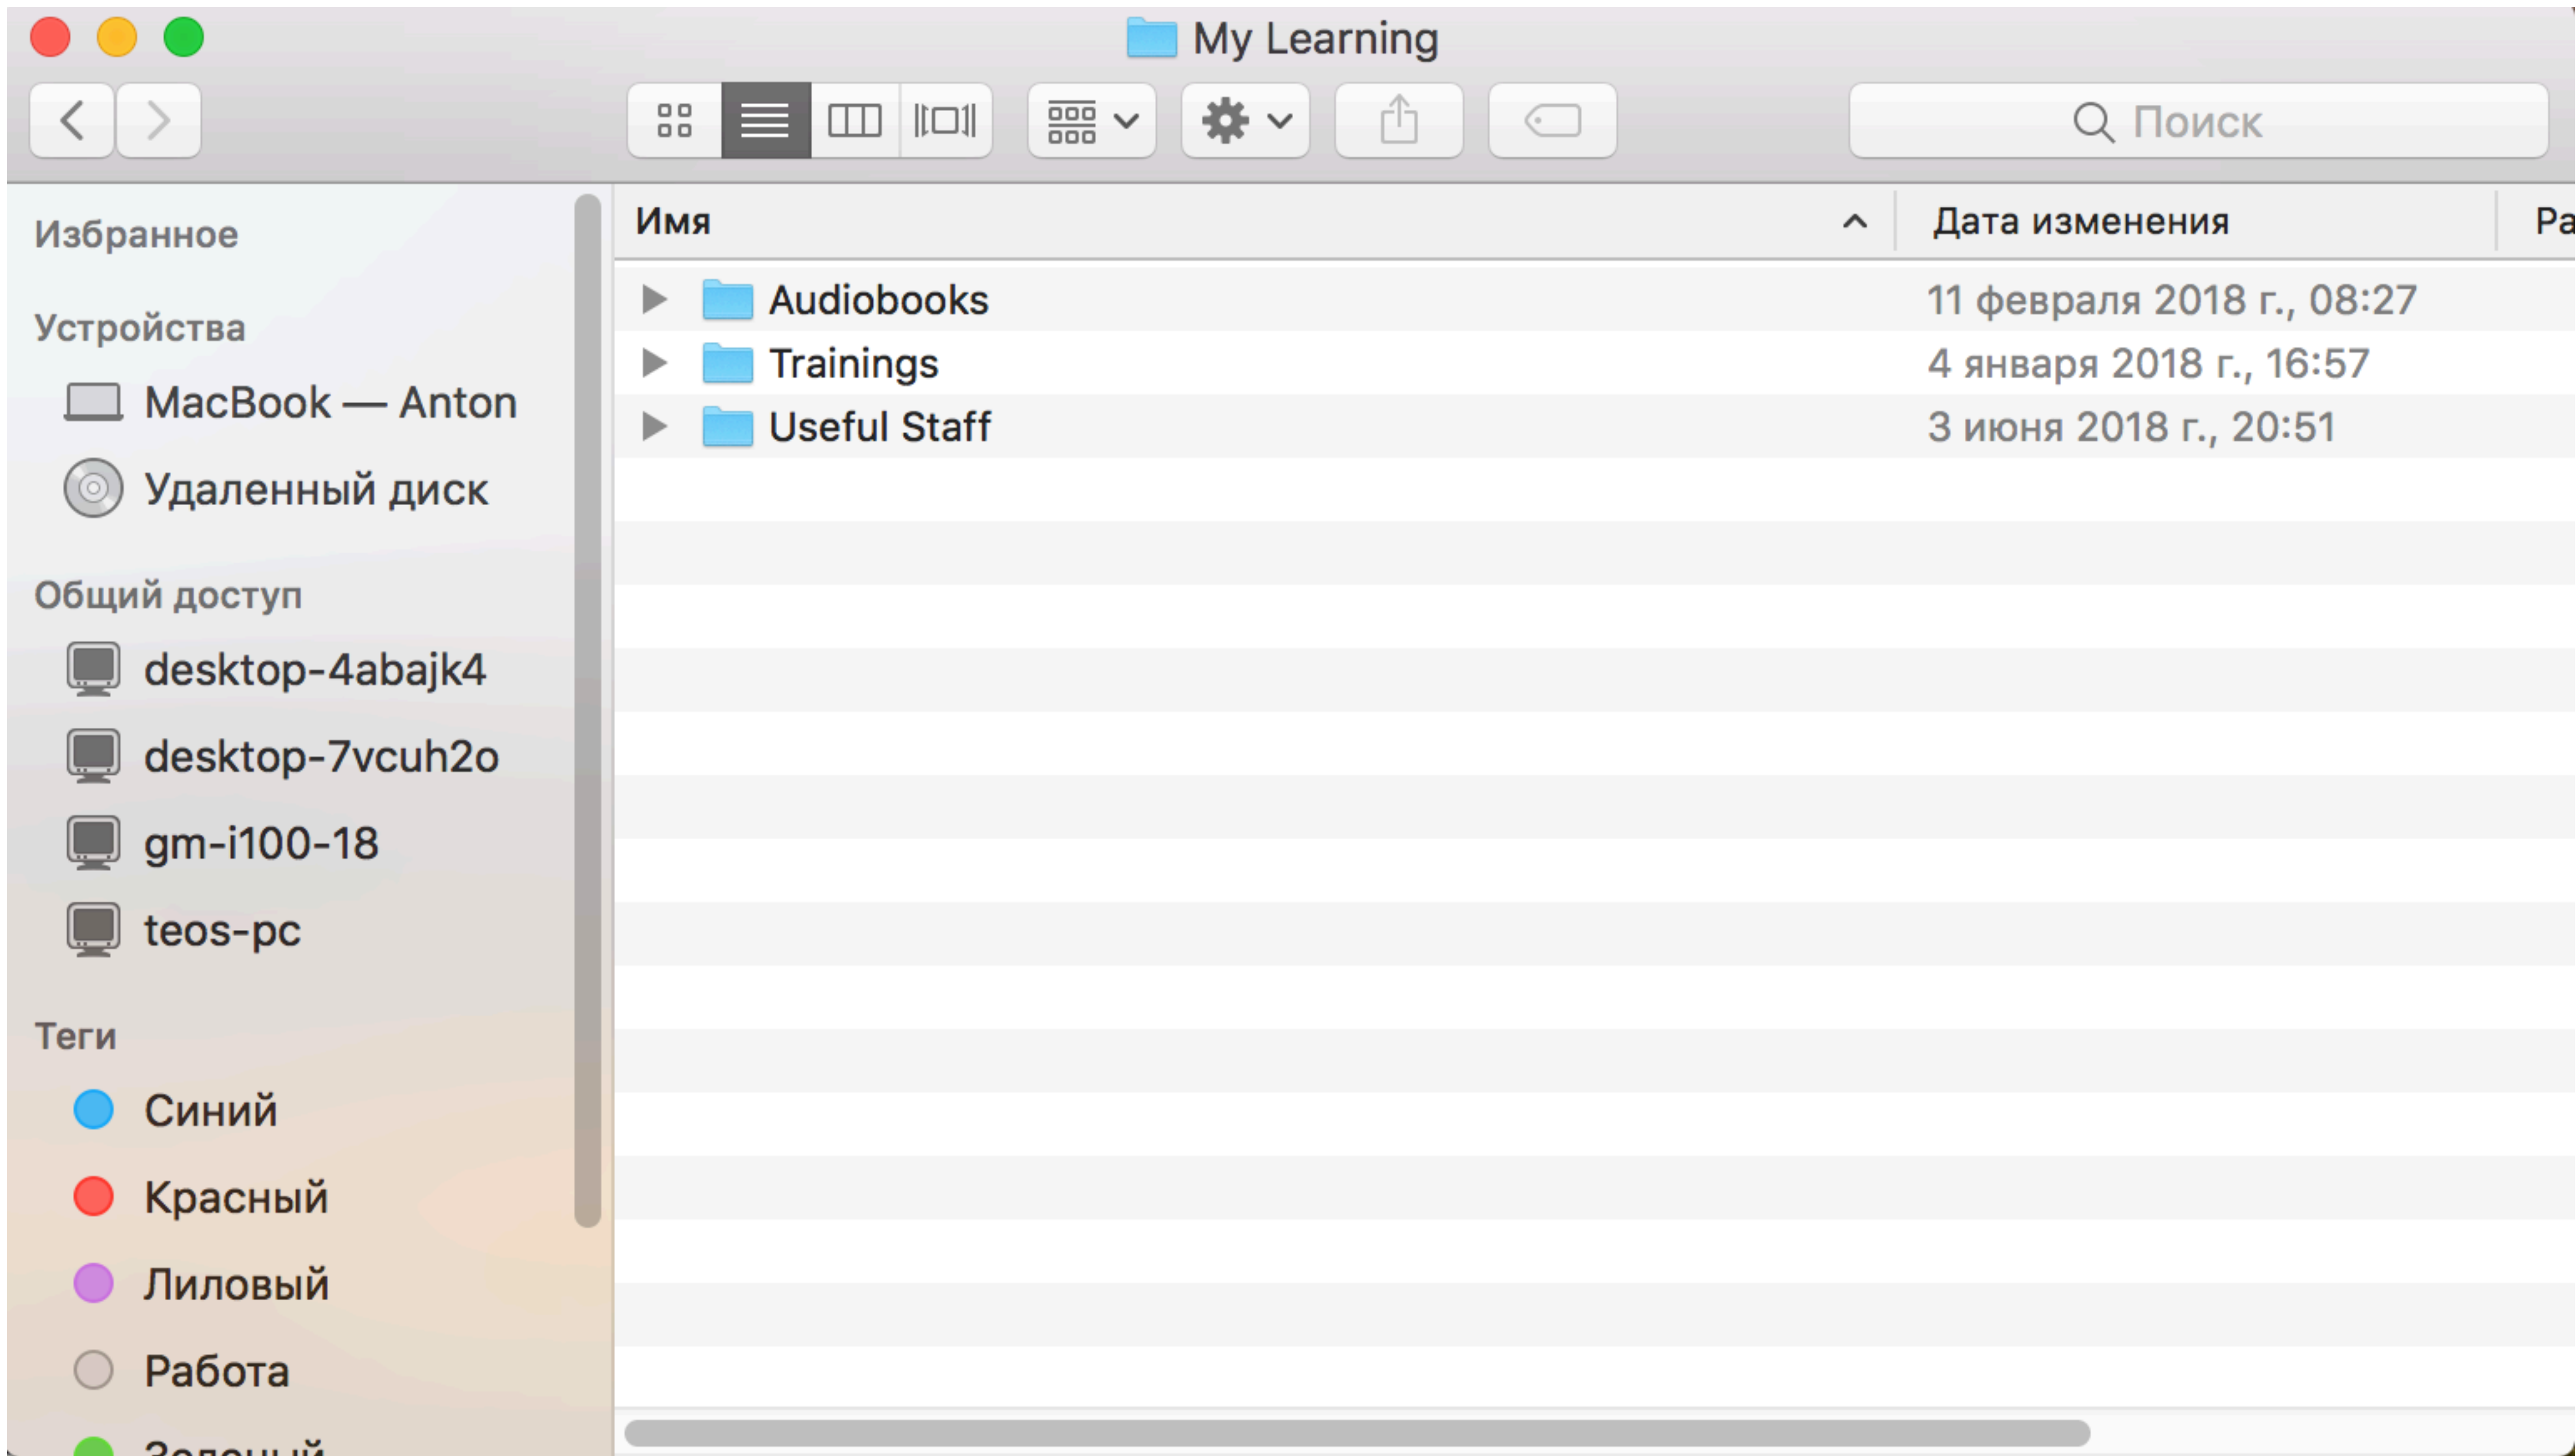 My Learning
Поиск
Избранное
Устройства
MacBook — Anton
Удаленный диск
Общий доступ
desktop-4abajk4
desktop-7vcuh2o
gm-i100-18
teos-pc
Теги
Синий
Красный
Лиловый
Работа
Зеленый
Имя Дата изменения Ра
Audiobooks 11 февраля 2018 г., 08:27
Trainings 4 января 2018 г., 16:57
Useful Staff 3 июня 2018 г., 20:51